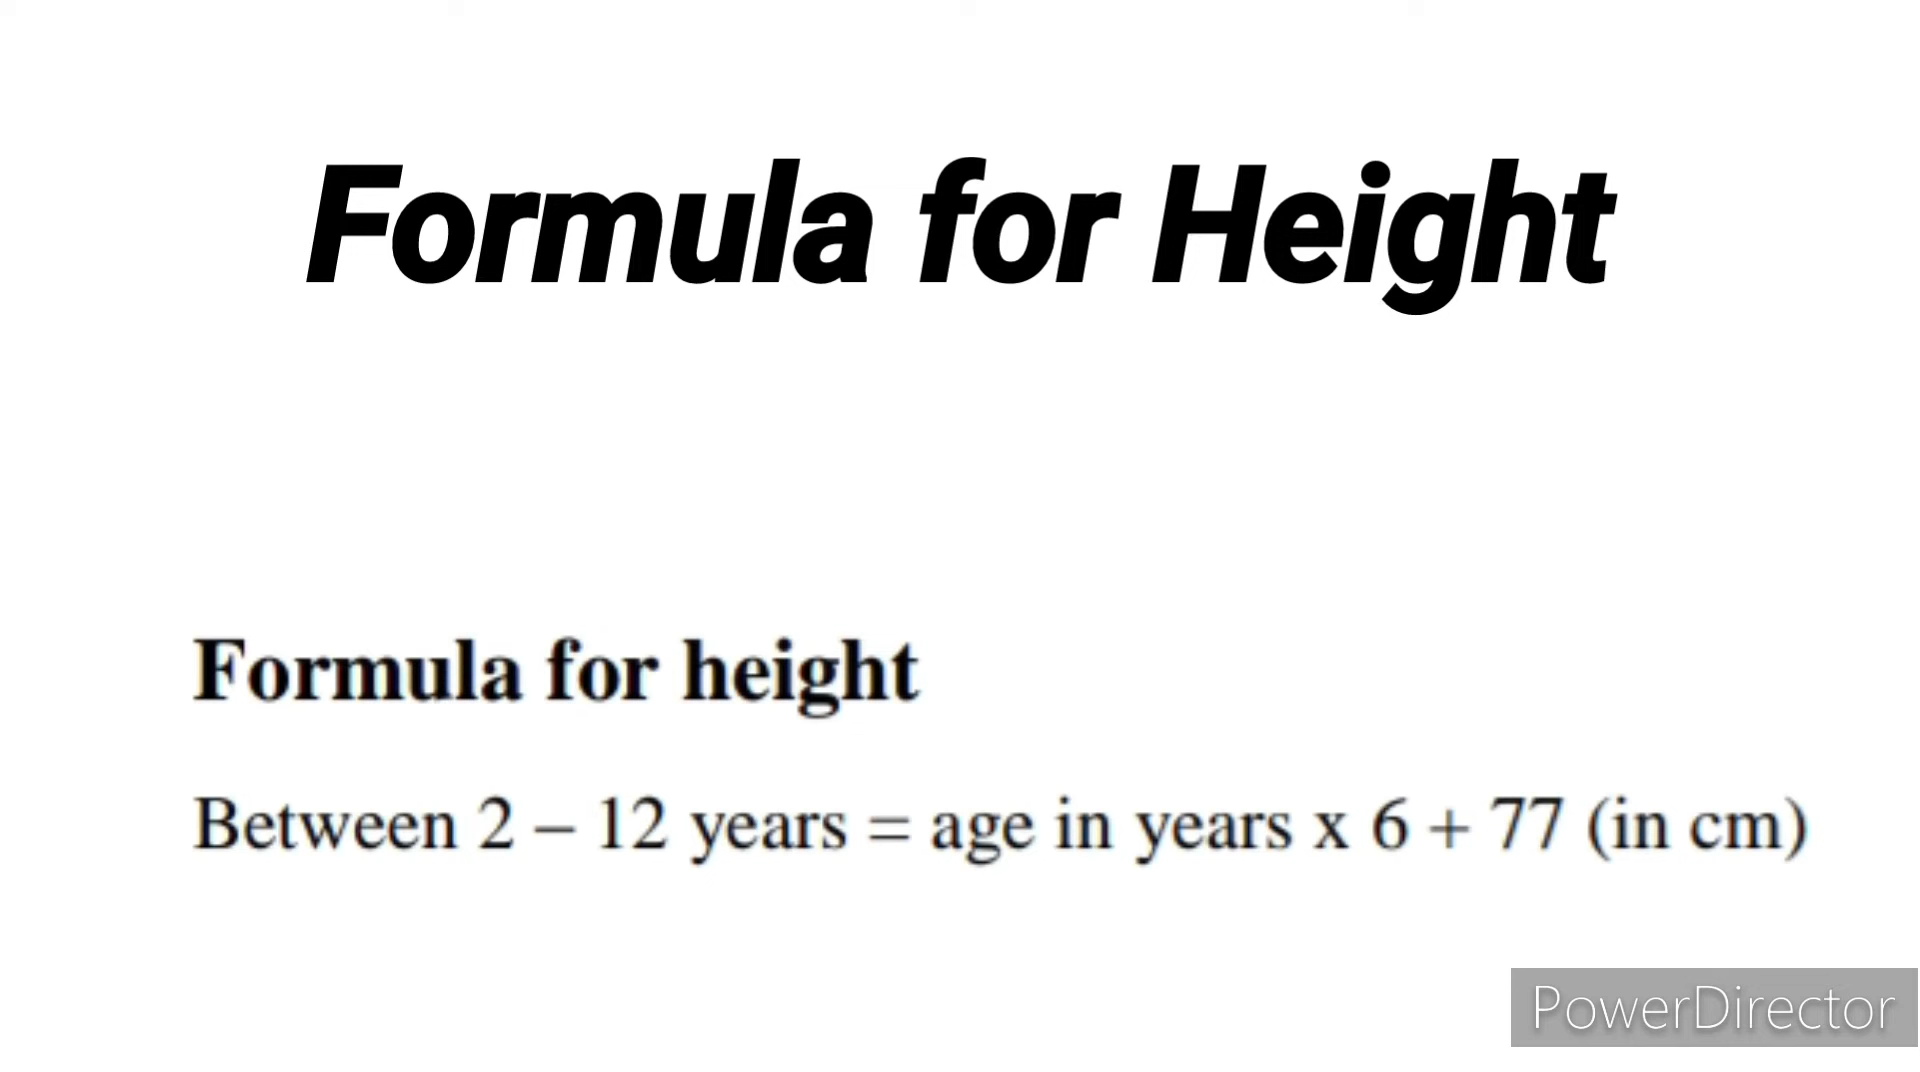 Formula for Height
Formula for height
Between 2 – 12 years = age in years x 6 + 77 (in cm)
PowerDirector